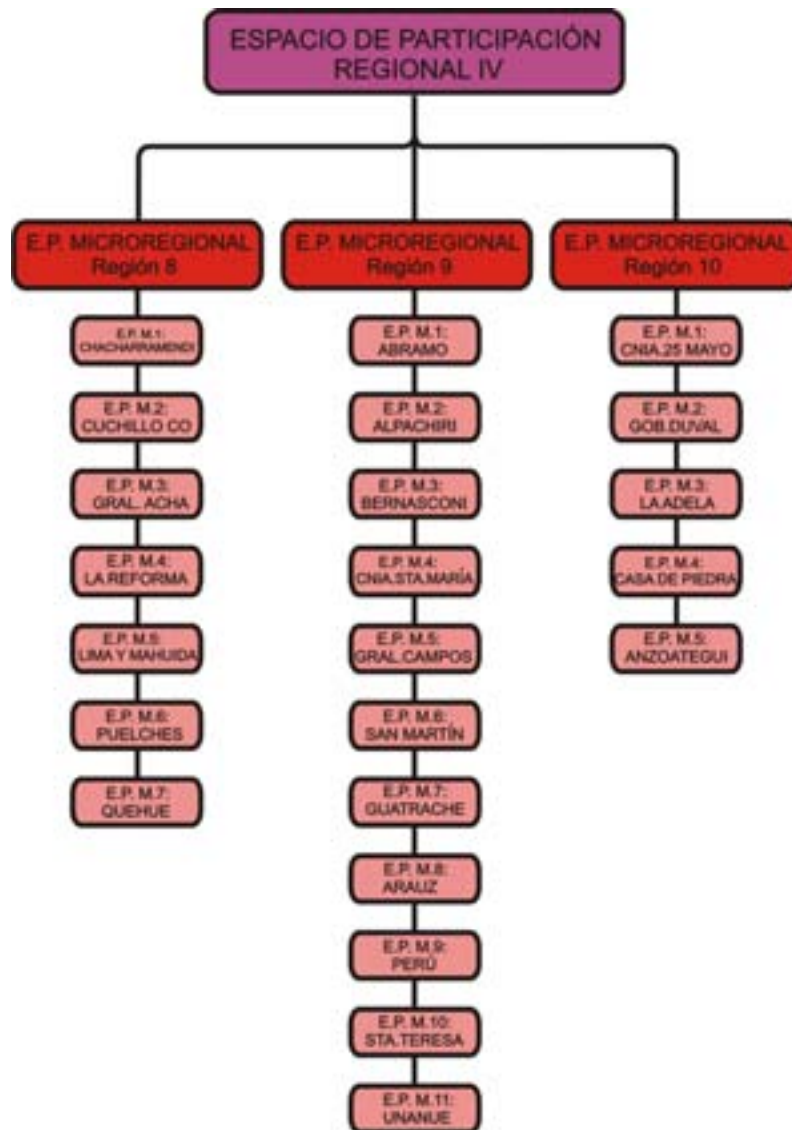 ESPACIO DE PARTICIPACIÓN
REGIONAL IV
E.P. MICROREGIONAL
Región 8
E.P. M.1:
CHACHARRAMENDI
E.P. M.2:
CUCHILLO CO
E.P. M.3:
GRAL. ACHA
E.P. M.4:
LA REFORMA
E.P. M.5:
LIMA Y MAHUIDA
E.P. M.6:
PUELCHES
E.P. M.7:
QUEHUE
E.P. MICROREGIONAL
Región 9
E.P. M.1:
ABRAMO
E.P. M.2:
ALPACHIRI
E.P. M.3:
BERNASCONI
E.P. M.4:
CNIA.STA.MARÍA
E.P. M.5:
GRAL.CAMPOS
E.P. M.6:
SAN MARTÍN
E.P. M.7:
GUATRACHE
E.P. M.8:
ARAUZ
E.P. M.9:
PERÚ
E.P. M.10:
STA.TERESA
E.P. M.11:
UNANUE
E.P. MICROREGIONAL
Región 10
E.P. M.1:
CNIA.25 MAYO
E.P. M.2:
GOB.DUVAL
E.P. M.3:
LA ADELA
E.P. M.4:
CASA DE PIEDRA
E.P. M.5:
ANZOATEGUI